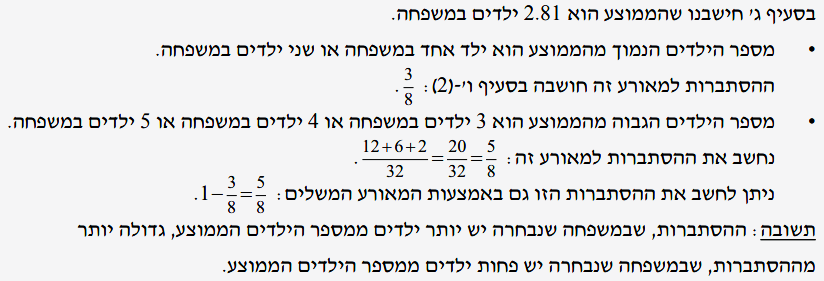 בסעיף ג' חישבנו שהממוצע הוא 2.81 ילדים במשפחה.
• מספר הילדים הנמוך מהממוצע הוא ילד אחד במשפחה או שני ילדים במשפחה.
ההסתברות למאורע זה חושבה בסעיף ו'-(2): 3/8.
• מספר הילדים הגבוה מהממוצע הוא 3 ילדים במשפחה או 4 ילדים במשפחה או 5 ילדים במשפחה.
נחשב את ההסתברות למאורע זה: (12+6+2)/32 = 20/32 = 5/8.
ניתן לחשב את ההסתברות הזו גם באמצעות המאורע המשלים: 1 − 3/8 = 5/8.
תשובה: ההסתברות, שבמשפחה שנבחרה יש יותר ילדים ממספר הילדים הממוצע, גדולה יותר
מההסתברות, שבמשפחה שנבחרה יש פחות ילדים ממספר הילדים הממוצע.